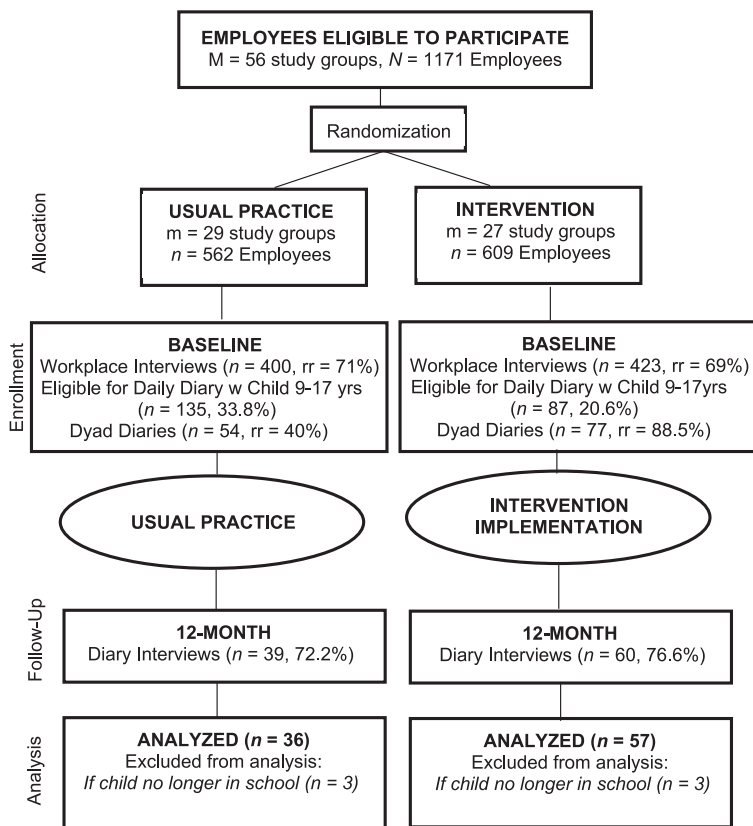 EMPLOYEES ELIGIBLE TO PARTICIPATE
M = 56 study groups, N = 1171 Employees
Randomization
Allocation
USUAL PRACTICE
m = 29 study groups
n = 562 Employees
INTERVENTION
m = 27 study groups
n = 609 Employees
Enrollment
BASELINE
Workplace Interviews (n = 400, rr = 71%)
Eligible for Daily Diary w Child 9-17 yrs
(n = 135, 33.8%)
Dyad Diaries (n = 54, rr = 40%)
BASELINE
Workplace Interviews (n = 423, rr = 69%)
Eligible for Daily Diary w Child 9-17yrs
(n = 87, 20.6%)
Dyad Diaries (n = 77, rr = 88.5%)
USUAL PRACTICE
INTERVENTION
IMPLEMENTATION
Follow-Up
12-MONTH
Diary Interviews (n = 39, 72.2%)
12-MONTH
Diary Interviews (n = 60, 76.6%)
Analysis
ANALYZED (n = 36)
Excluded from analysis:
If child no longer in school (n = 3)
ANALYZED (n = 57)
Excluded from analysis:
If child no longer in school (n = 3)